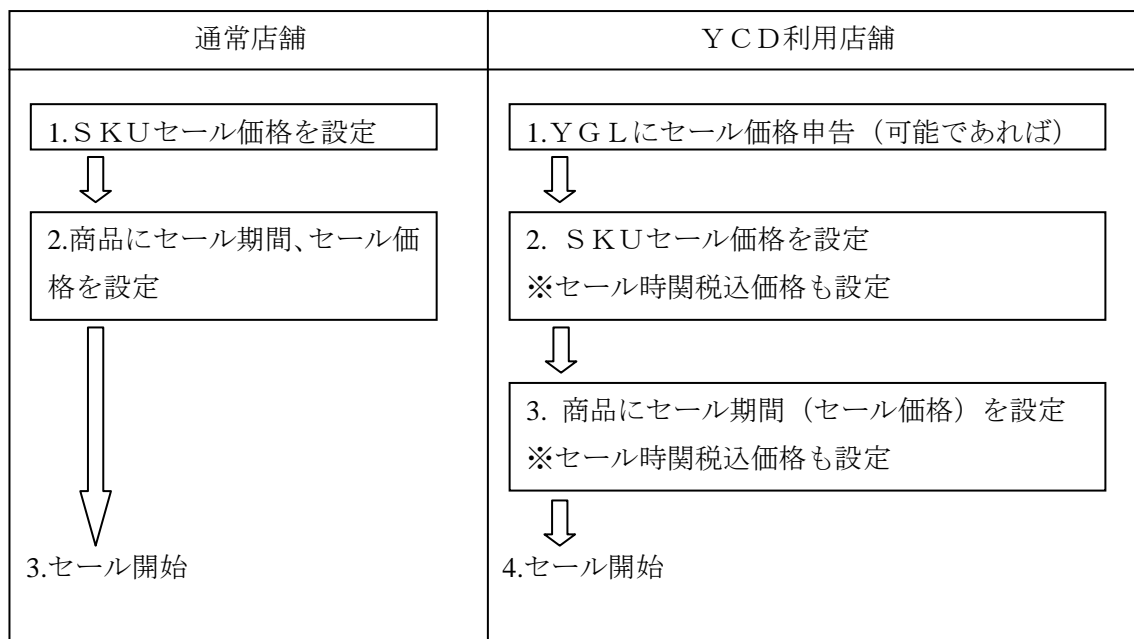 通常店舗
ＹＣＤ利用店舗
1.ＳＫＵセール価格を設定
2.商品にセール期間、セール価
格を設定
3.セール開始
1.ＹＧＬにセール価格申告（可能であれば）
2. ＳＫＵセール価格を設定
※セール時関税込価格も設定
3. 商品にセール期間（セール価格）を設定
※セール時関税込価格も設定
4.セール開始